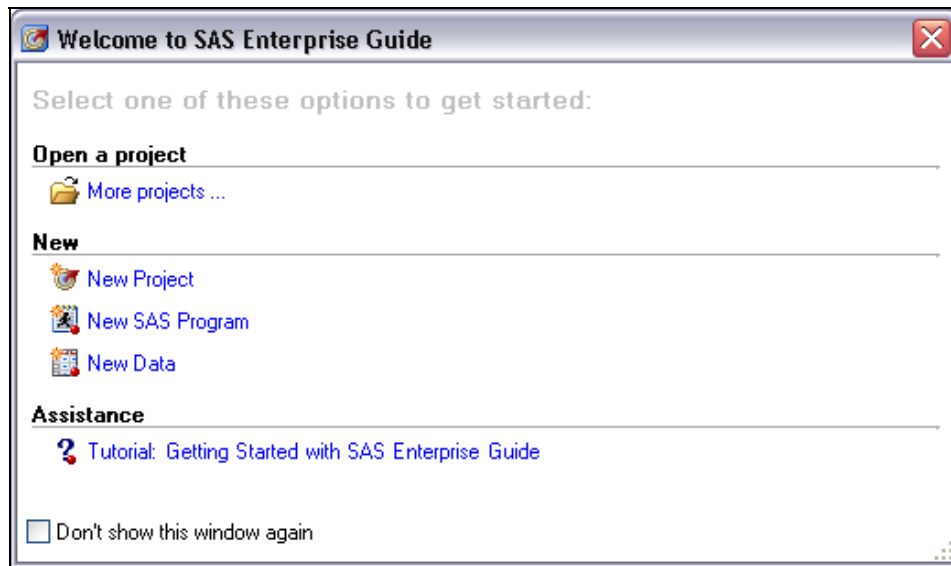 Welcome to SAS Enterprise Guide
Select one of these options to get started:
Open a project
More projects ...
New
New Project
New SAS Program
New Data
Assistance
Tutorial: Getting Started with SAS Enterprise Guide
Don't show this window again